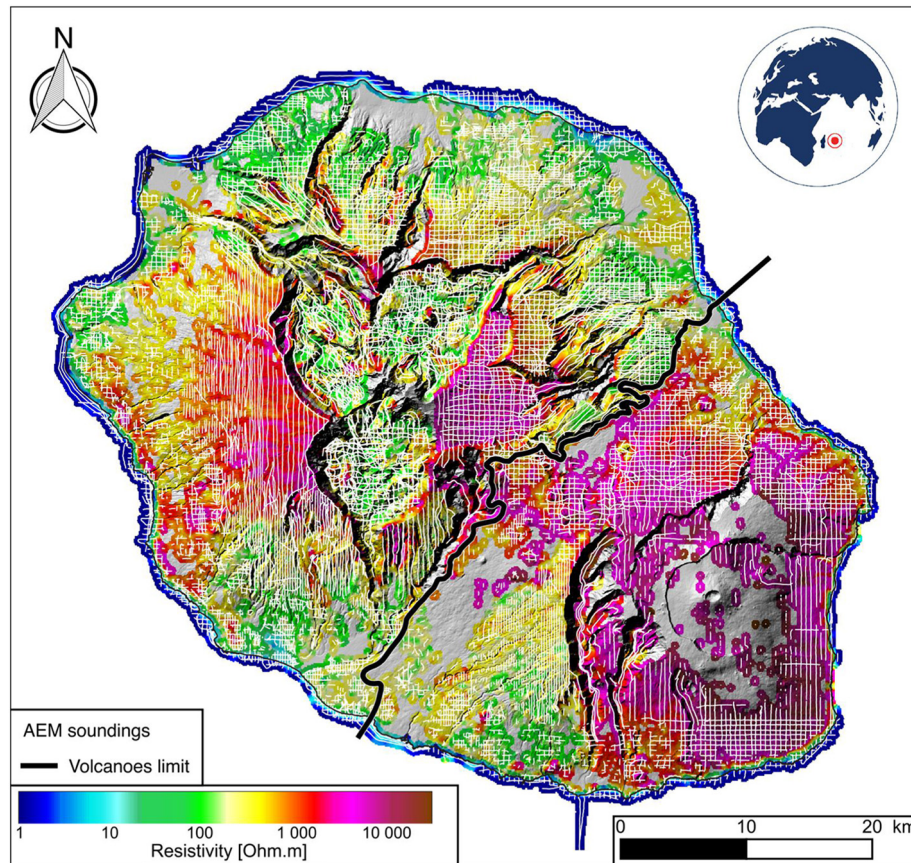 N
AEM soundings
Volcanoes limit
1 10 100 1 000 10 000
Resistivity [Ohm.m]
0 10 20 km